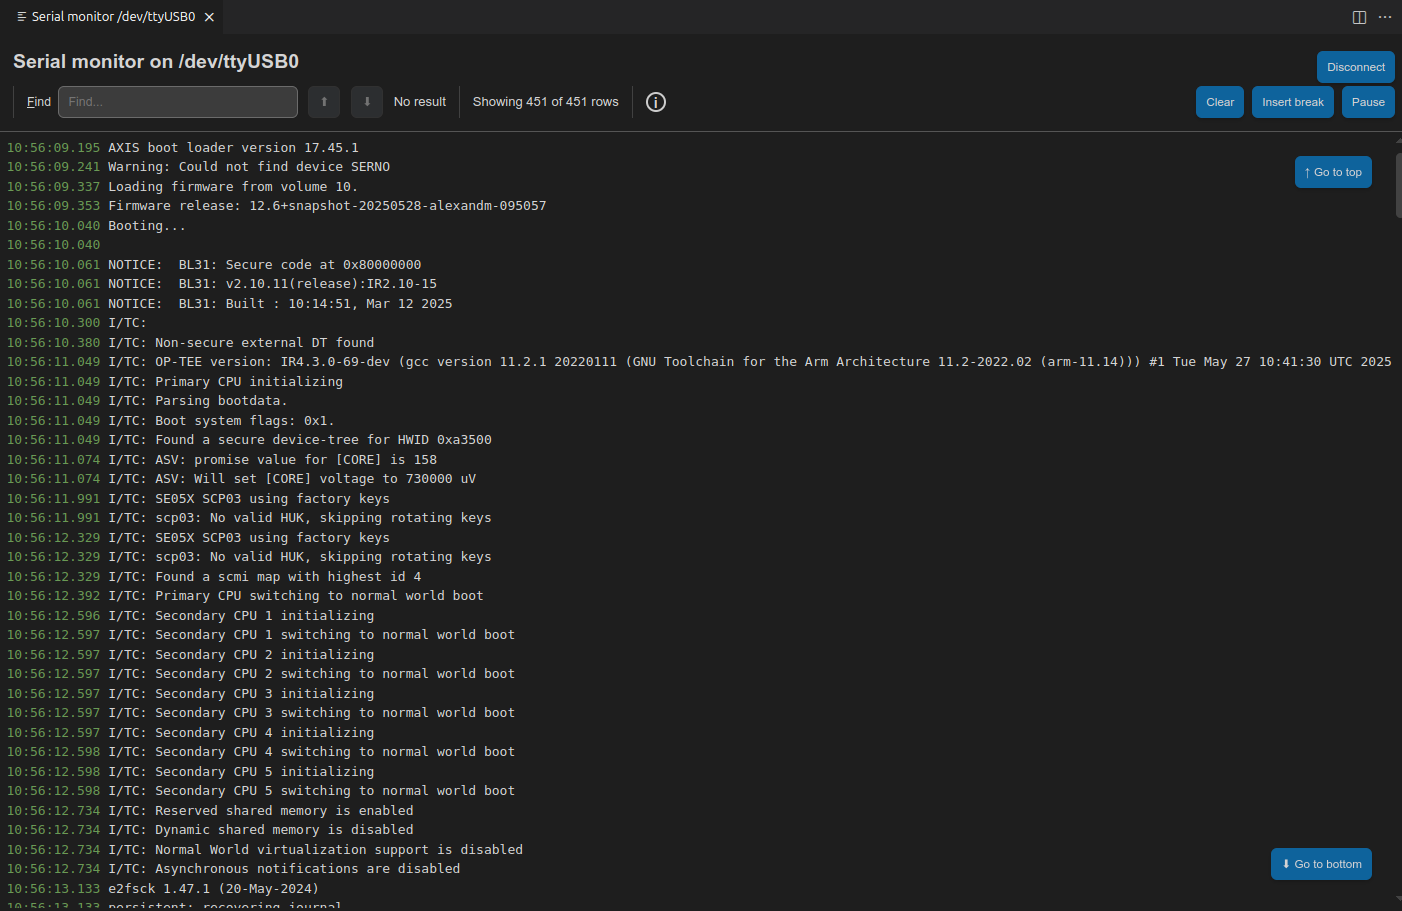 Serial monitor /dev/ttyUSB0
Serial monitor on /dev/ttyUSB0
Disconnect
Find Find... No result Showing 451 of 451 rows Clear Insert break Pause
10:56:09.195 AXIS boot loader version 17.45.1
10:56:09.241 Warning: Could not find device SERNO
↑ Go to top
10:56:09.337 Loading firmware from volume 10.
10:56:09.353 Firmware release: 12.6+snapshot-20250528-alexandm-095057
10:56:10.040 Booting...
10:56:10.040
10:56:10.061 NOTICE:  BL31: Secure code at 0x80000000
10:56:10.061 NOTICE:  BL31: v2.10.11(release):IR2.10-15
10:56:10.061 NOTICE:  BL31: Built : 10:14:51, Mar 12 2025
10:56:10.300 I/TC:
10:56:10.380 I/TC: Non-secure external DT found
10:56:11.049 I/TC: OP-TEE version: IR4.3.0-69-dev (gcc version 11.2.1 20220111 (GNU Toolchain for the Arm Architecture 11.2-2022.02 (arm-11.14))) #1 Tue May 27 10:41:30 UTC 2025
10:56:11.049 I/TC: Primary CPU initializing
10:56:11.049 I/TC: Parsing bootdata.
10:56:11.049 I/TC: Boot system flags: 0x1.
10:56:11.049 I/TC: Found a secure device-tree for HWID 0xa3500
10:56:11.074 I/TC: ASV: promise value for [CORE] is 158
10:56:11.074 I/TC: ASV: Will set [CORE] voltage to 730000 uV
10:56:11.991 I/TC: SE05X SCP03 using factory keys
10:56:11.991 I/TC: scp03: No valid HUK, skipping rotating keys
10:56:12.329 I/TC: SE05X SCP03 using factory keys
10:56:12.329 I/TC: scp03: No valid HUK, skipping rotating keys
10:56:12.329 I/TC: Found a scmi map with highest id 4
10:56:12.392 I/TC: Primary CPU switching to normal world boot
10:56:12.596 I/TC: Secondary CPU 1 initializing
10:56:12.597 I/TC: Secondary CPU 1 switching to normal world boot
10:56:12.597 I/TC: Secondary CPU 2 initializing
10:56:12.597 I/TC: Secondary CPU 2 switching to normal world boot
10:56:12.597 I/TC: Secondary CPU 3 initializing
10:56:12.597 I/TC: Secondary CPU 3 switching to normal world boot
10:56:12.597 I/TC: Secondary CPU 4 initializing
10:56:12.598 I/TC: Secondary CPU 4 switching to normal world boot
10:56:12.598 I/TC: Secondary CPU 5 initializing
10:56:12.598 I/TC: Secondary CPU 5 switching to normal world boot
10:56:12.734 I/TC: Reserved shared memory is enabled
10:56:12.734 I/TC: Dynamic shared memory is disabled
10:56:12.734 I/TC: Normal World virtualization support is disabled
10:56:12.734 I/TC: Asynchronous notifications are disabled
⬇ Go to bottom
10:56:13.133 e2fsck 1.47.1 (20-May-2024)
10:56:13.133 persistent: recovering journal